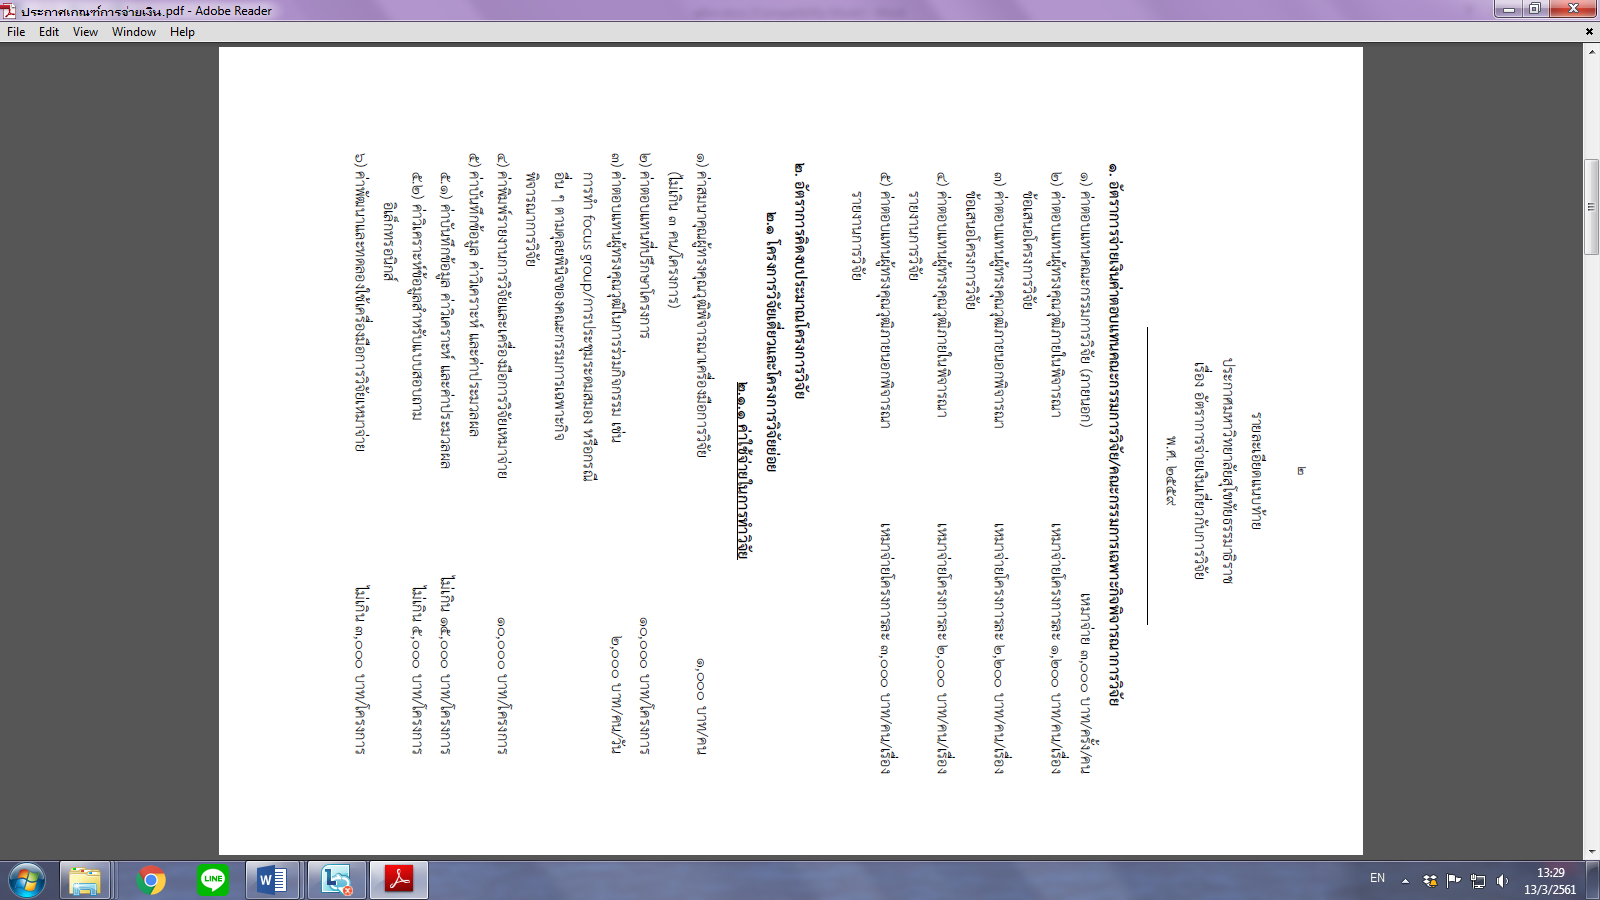 ประกาศเกณฑ์การจ่ายเงิน.pdf - Adobe Reader
File Edit View Window Help
๒
รายละเอียดแนบท้าย
ประกาศมหาวิทยาลัยสุโขทัยธรรมาธิราช
เรื่อง อัตราการจ่ายเงินเกี่ยวกับการวิจัย
พ.ศ. ๒๕๕๙
๑. อัตราการจ่ายเงินค่าตอบแทนคณะกรรมการวิจัย/คณะกรรมการเฉพาะกิจพิจารณาการวิจัย
๑) ค่าตอบแทนคณะกรรมการวิจัย (ภายนอก) เหมาจ่าย ๓,๐๐๐ บาท/ครั้ง/คน
๒) ค่าตอบแทนผู้ทรงคุณวุฒิภายในพิจารณา เหมาจ่ายโครงการละ ๑,๒๐๐ บาท/คน/เรื่อง
ข้อเสนอโครงการวิจัย
๓) ค่าตอบแทนผู้ทรงคุณวุฒิภายนอกพิจารณา เหมาจ่ายโครงการละ ๒,๒๐๐ บาท/คน/เรื่อง
ข้อเสนอโครงการวิจัย
๔) ค่าตอบแทนผู้ทรงคุณวุฒิภายในพิจารณา เหมาจ่ายโครงการละ ๒,๐๐๐ บาท/คน/เรื่อง
รายงานการวิจัย
๕) ค่าตอบแทนผู้ทรงคุณวุฒิภายนอกพิจารณา เหมาจ่ายโครงการละ ๓,๐๐๐ บาท/คน/เรื่อง
รายงานการวิจัย
๒. อัตราการคิดงบประมาณโครงการวิจัย
๒.๑ โครงการวิจัยเดี่ยวและโครงการวิจัยย่อย
๒.๑.๑ ค่าใช้จ่ายในการทำวิจัย
๑) ค่าสมนาคุณผู้ทรงคุณวุฒิพิจารณาเครื่องมือการวิจัย ๑,๐๐๐ บาท/คน
(ไม่เกิน ๓ คน/โครงการ)
๒) ค่าตอบแทนที่ปรึกษาโครงการ ๑๐,๐๐๐ บาท/โครงการ
๓) ค่าตอบแทนผู้ทรงคุณวุฒิในการร่วมกิจกรรม เช่น ๒,๐๐๐ บาท/คน/วัน
การทำ focus group/การประชุมระดมสมอง หรือกรณี
อื่น ๆ ตามดุลยพินิจของคณะกรรมการเฉพาะกิจ
พิจารณาการวิจัย
๔) ค่าพิมพ์รายงานการวิจัยและเครื่องมือการวิจัยเหมาจ่าย ๑๐,๐๐๐ บาท/โครงการ
๕) ค่าบันทึกข้อมูล ค่าวิเคราะห์ และค่าประมวลผล
๕.๑) ค่าบันทึกข้อมูล ค่าวิเคราะห์ และค่าประมวลผล ไม่เกิน ๑๕,๐๐๐ บาท/โครงการ
๕.๒) ค่าวิเคราะห์ข้อมูลสำหรับแบบสอบถาม ไม่เกิน ๕,๐๐๐ บาท/โครงการ
อิเล็กทรอนิกส์
๖) ค่าพัฒนาและทดลองใช้เครื่องมือการวิจัยเหมาจ่าย ไม่เกิน ๓,๐๐๐ บาท/โครงการ
LINE
EN
13:29
13/3/2561